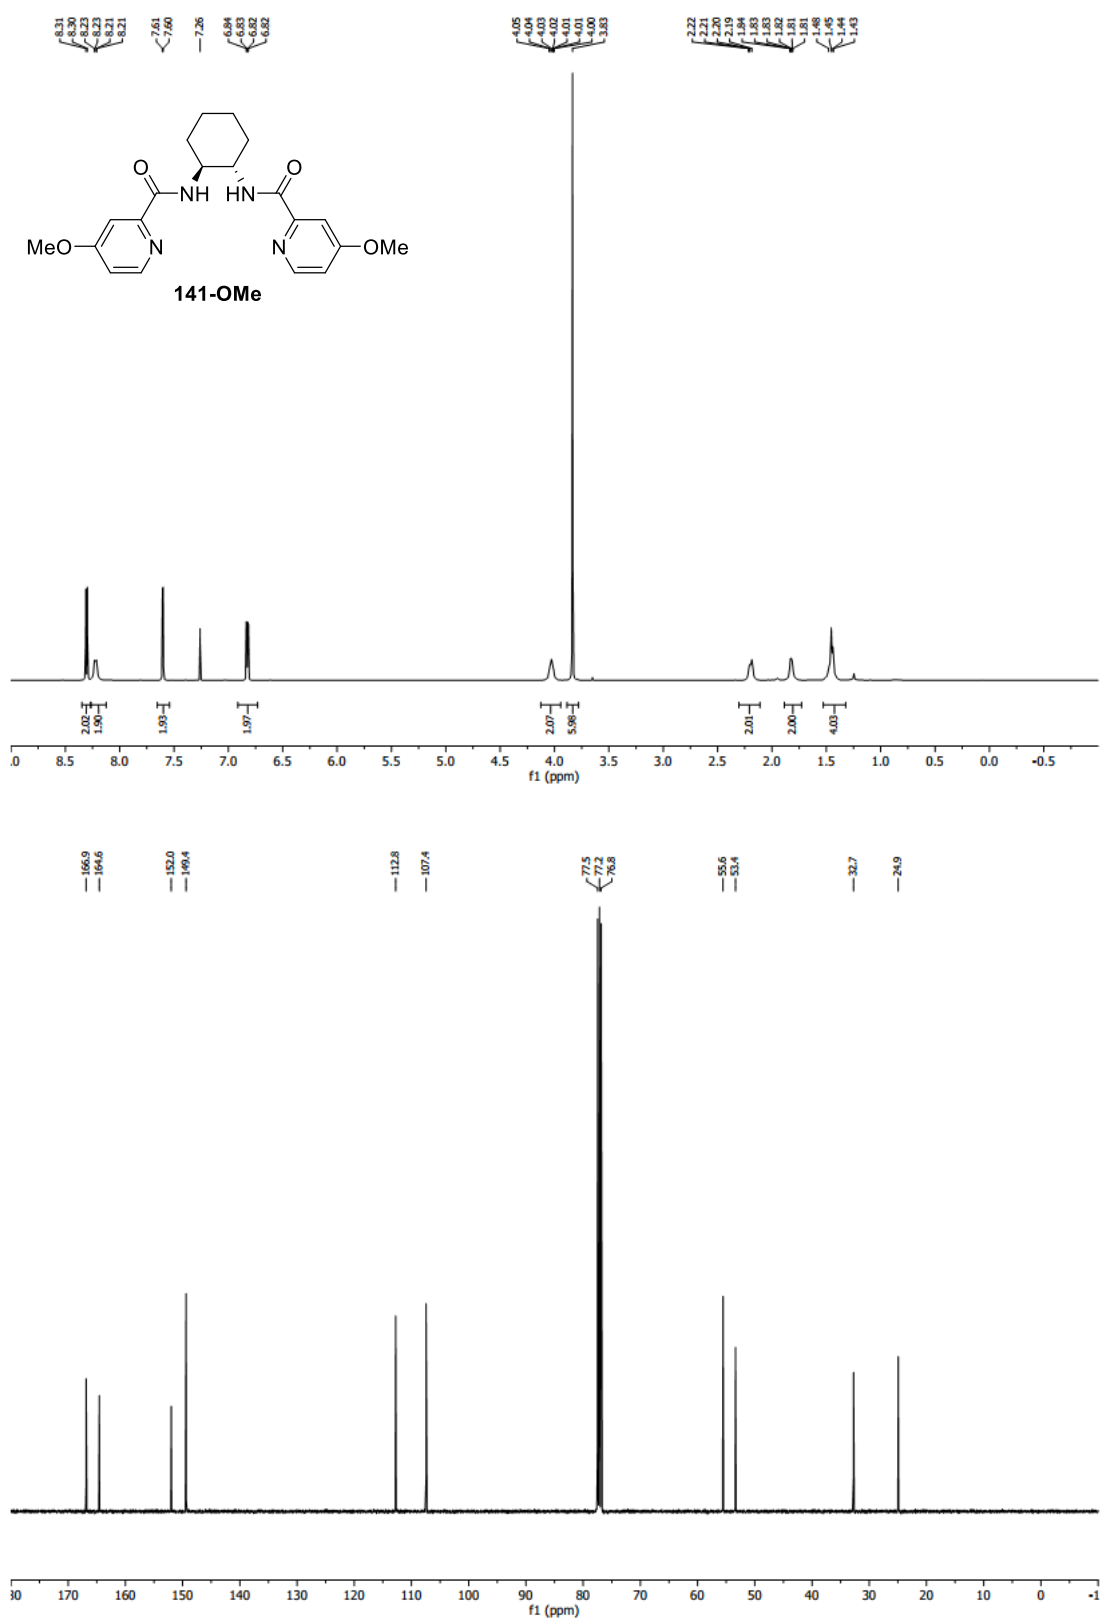 8.31 8.30 8.23 8.23 8.21 8.21 7.61 7.60 7.26 6.84 6.83 6.82 6.82 4.05 4.04 4.03 4.02 4.01 4.01 4.00 3.83 2.22 2.21 2.20 2.19 1.84 1.83 1.83 1.82 1.81 1.81 1.48 1.45 1.44 1.43
O O
NH HN
MeO N N OMe
141-OMe
2.02 1.90 1.93 1.97 2.07 5.98 2.01 2.00 4.03
.0 8.5 8.0 7.5 7.0 6.5 6.0 5.5 5.0 4.5 4.0 3.5 3.0 2.5 2.0 1.5 1.0 0.5 0.0 -0.5
f1 (ppm)
166.9 164.6 152.0 149.4 112.8 107.4 77.5 77.2 76.8 55.6 53.4 32.7 24.9
30 170 160 150 140 130 120 110 100 90 80 70 60 50 40 30 20 10 0 -1
f1 (ppm)